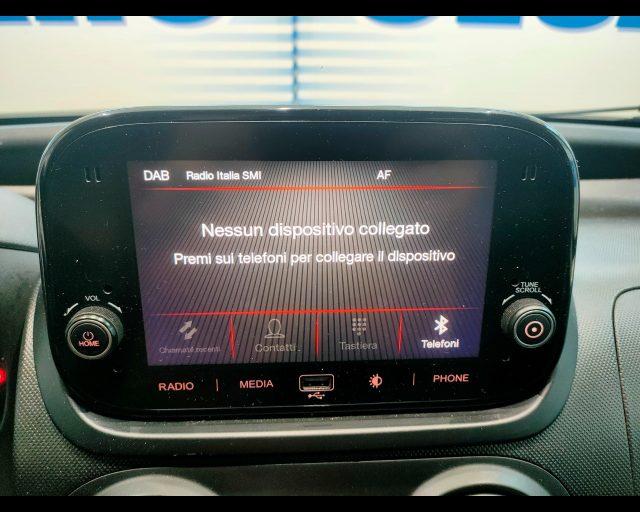 DAB Radio Italia SMI AF
Nessun dispositivo collegato
Premi sui telefoni per collegare il dispositivo
VOL
TUNE
SCROLL
HOME
Chiamate recenti
Contatti
Tastiera
Telefoni
RADIO
MEDIA
PHONE